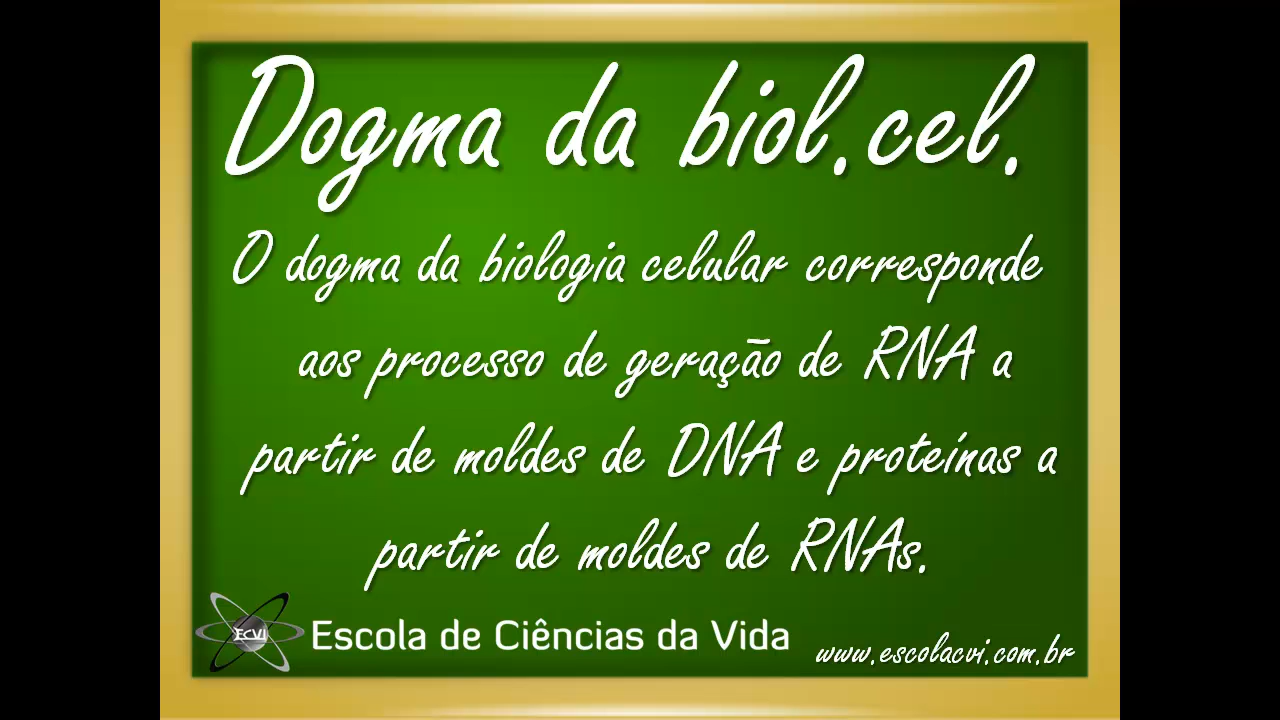 Dogma da biol.cel.
O dogma da biologia celular corresponde
aos processo de geração de RNA a
partir de moldes de DNA e proteínas a
partir de moldes de RNAs.
ECVI Escola de Ciências da Vida
www.escolacvi.com.br